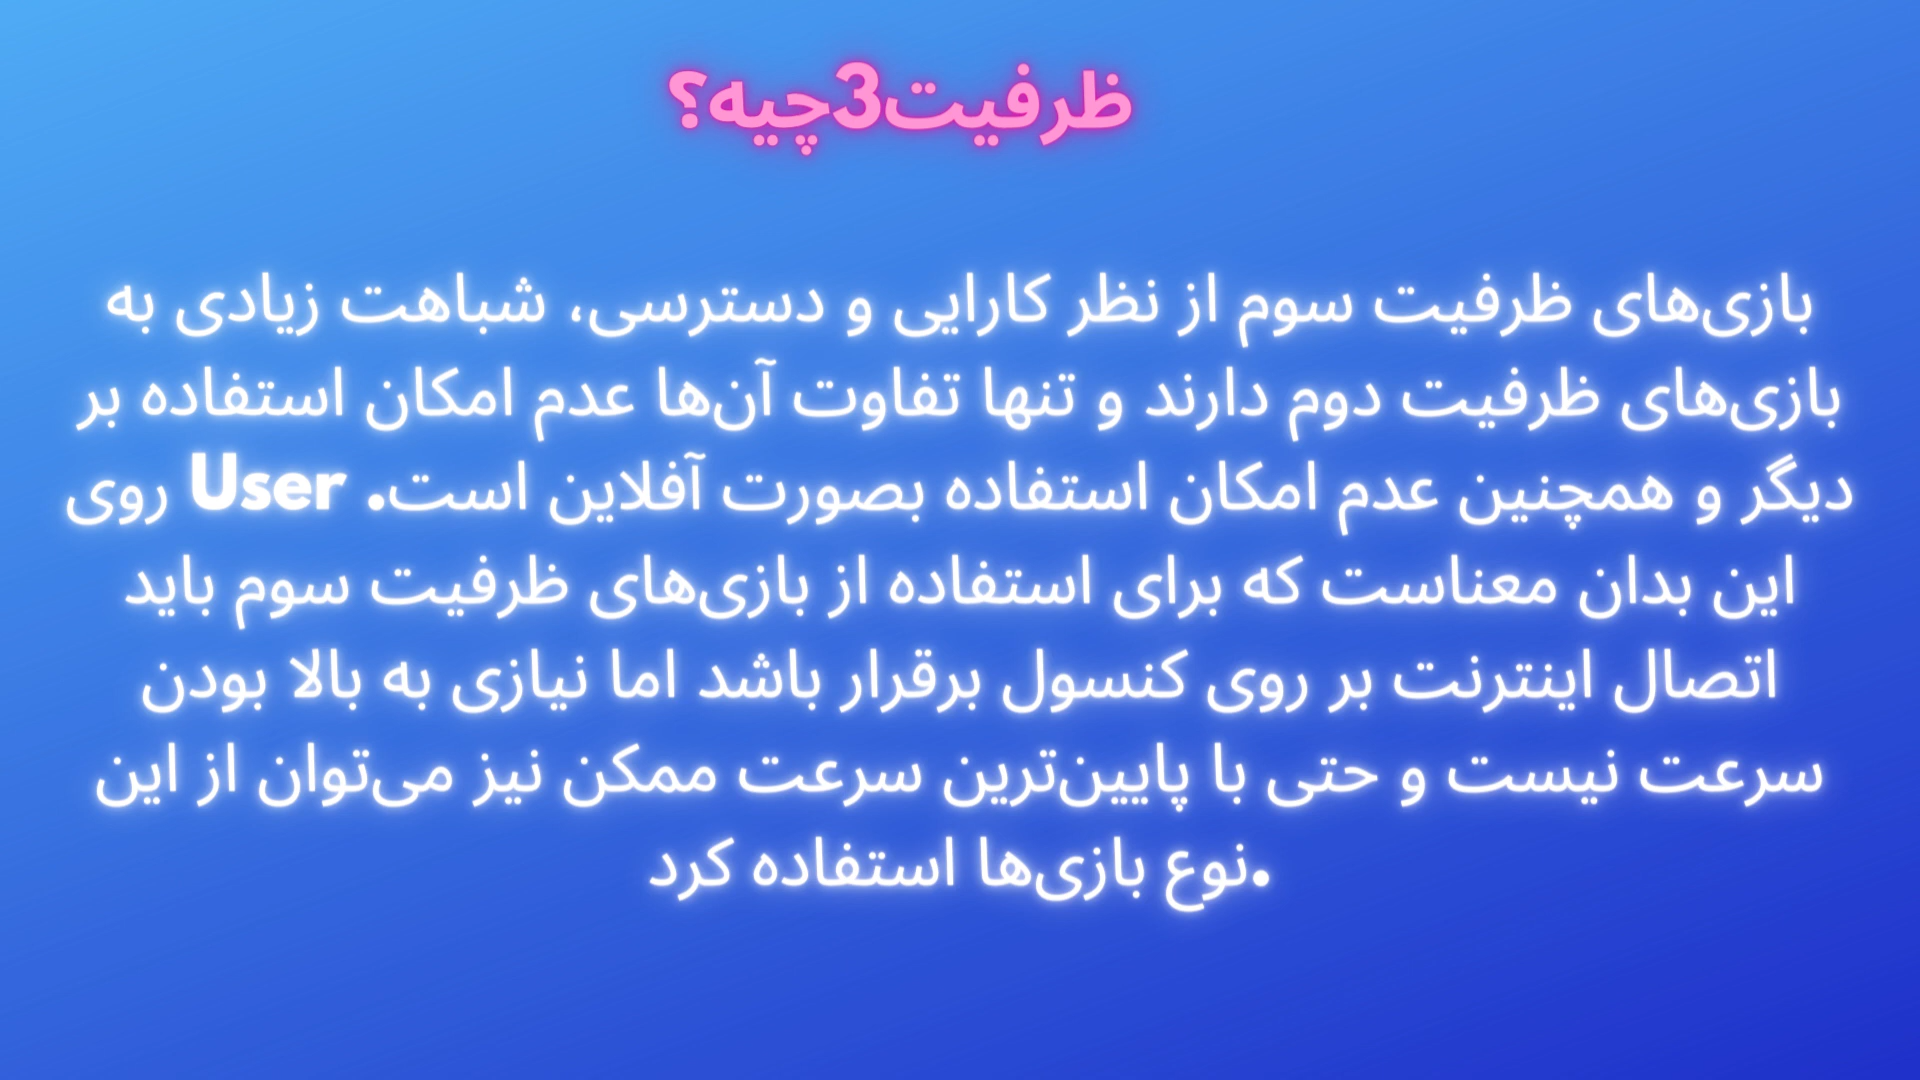 ظرفیت3چیه؟
بازی‌های ظرفیت سوم از نظر کارایی و دسترسی، شباهت زیادی به
بازی‌های ظرفیت دوم دارند و تنها تفاوت آن‌ها عدم امکان استفاده بر
دیگر و همچنین عدم امکان استفاده بصورت آفلاین است. User روی
این بدان معناست که برای استفاده از بازی‌های ظرفیت سوم باید
اتصال اینترنت بر روی کنسول برقرار باشد اما نیازی به بالا بودن
سرعت نیست و حتی با پایین‌ترین سرعت ممکن نیز می‌توان از این
.نوع بازی‌ها استفاده کرد